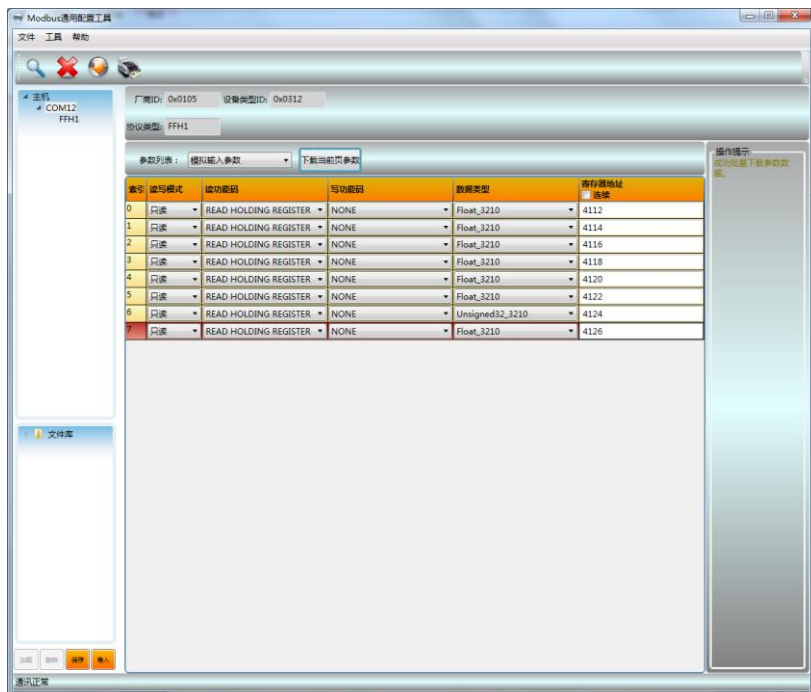 Modbus通用配置工具
文件 工具 帮助
主机
COM12
FFH1
厂商ID: 0x0105 设备类型ID: 0x0312
协议类型: FFH1
参数列表: 模拟输入参数 下载当前页参数
操作提示
成功批量下载参数数据。
索引 读写模式 读功能码 写功能码 数据类型 寄存器地址 连续
0 只读 READ HOLDING REGISTER NONE Float_3210 4112
1 只读 READ HOLDING REGISTER NONE Float_3210 4114
2 只读 READ HOLDING REGISTER NONE Float_3210 4116
3 只读 READ HOLDING REGISTER NONE Float_3210 4118
4 只读 READ HOLDING REGISTER NONE Float_3210 4120
5 只读 READ HOLDING REGISTER NONE Float_3210 4122
6 只读 READ HOLDING REGISTER NONE Unsigned32_3210 4124
7 只读 READ HOLDING REGISTER NONE Float_3210 4126
文件库
保存 导入
通讯正常